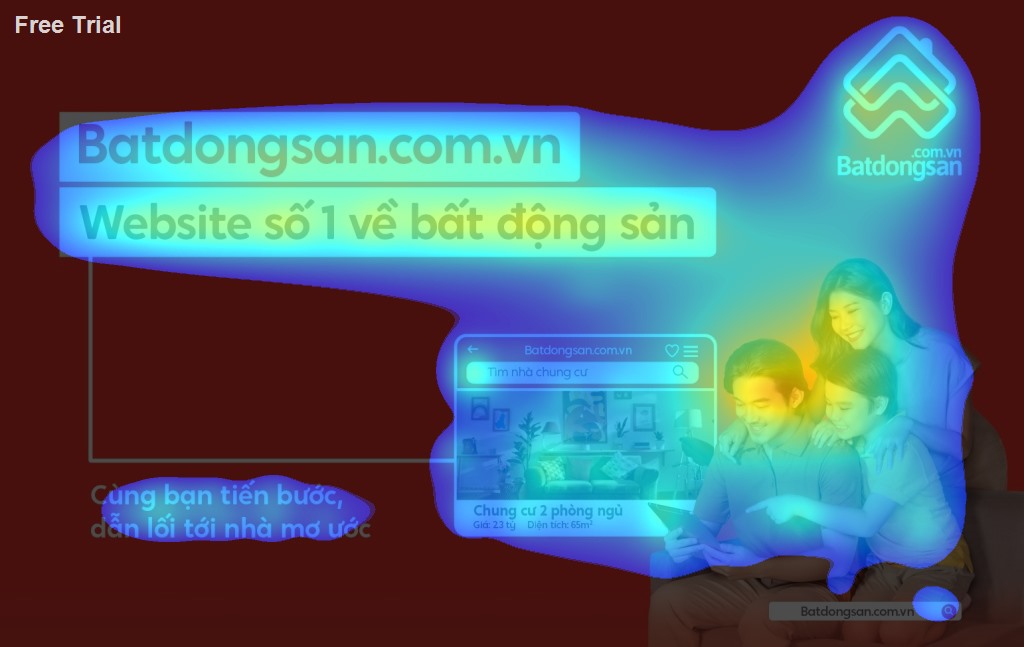 Free Trial
Batdongsan.com.vn
Website số 1 về bất động sản
.com.vn
Batdongsan
Batdongsan.com.vn
Tìm nhà chung cư
Chung cư 2 phòng ngủ
Giá: 23 tỷ Diện tích: 65m²
Cùng bạn tiến bước,
dẫn lối tới nhà mơ ước
Batdongsan.com.vn